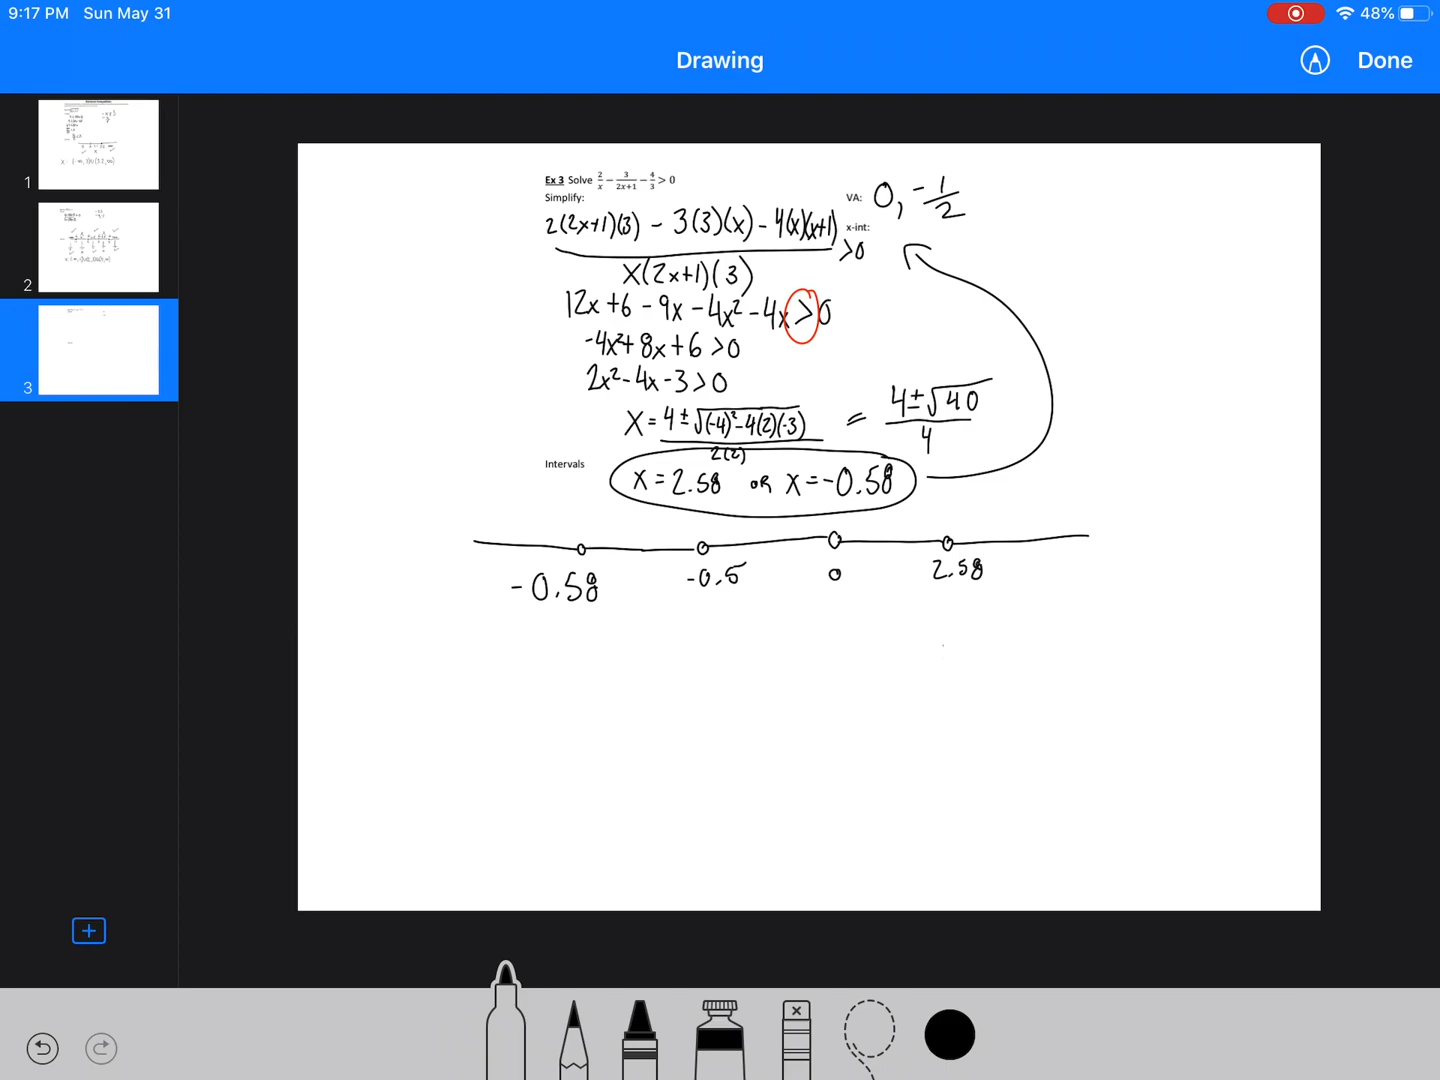 9:17 PM Sun May 31
48%
Drawing
Done
1
2
3
Ex 3 Solve 2/x − 3/(2x+1) − 4/3 > 0
Simplify:
VA: 0, -1/2
x-int:
2(2x+1)(3) - 3(3)(x) - 4(x)(x+1)
>0
x(2x+1)(3)
12x+6 - 9x - 4x² - 4x > 0
-4x²+8x+6 >0
2x²-4x-3>0
x = 4 ± √(-4)²-4(2)(-3) = 4±√40
2(2) 4
Intervals
x = 2.58 or x = -0.58
-0.58 -0.5 0 2.58